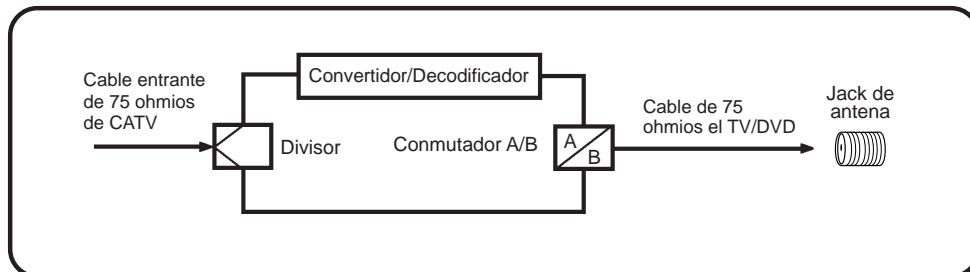 Cable entrante
de 75 ohmios
de CATV
Convertidor/Decodificador
Divisor
Conmutador A/B
A
B
Cable de 75
ohmios el TV/DVD
Jack de
antena